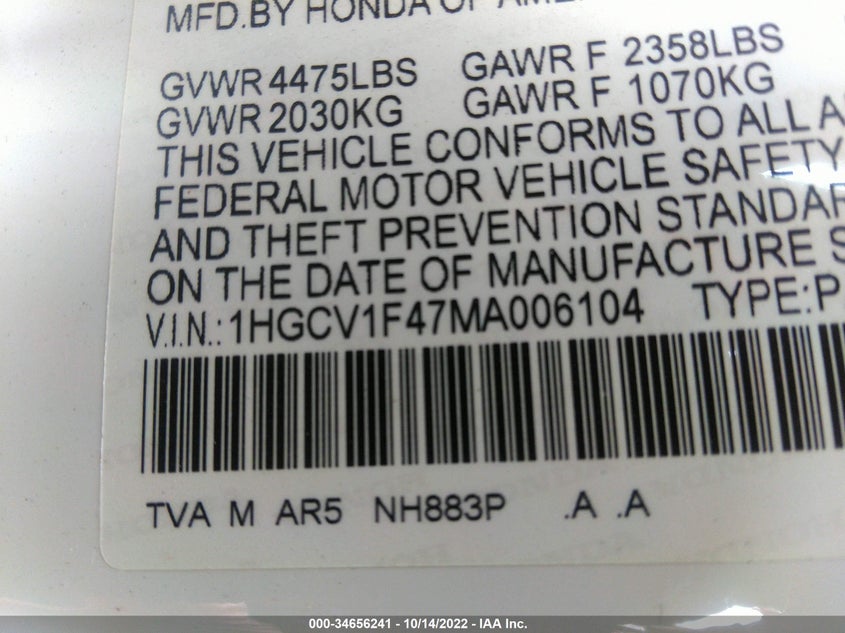 MFD.BY HONDA OF
GVWR 4475LBS GAWR F 2358LBS
GVWR 2030KG GAWR F 1070KG
THIS VEHICLE CONFORMS TO ALL
FEDERAL MOTOR VEHICLE SAFETY
AND THEFT PREVENTION
ON THE DATE OF MANUFACTURE
V.I.N.: 1HGCV1F47MA006104 TYPE:P
TVA M AR5 NH883P .A .A
000-34656241 - 10/14/2022 - IAA Inc.